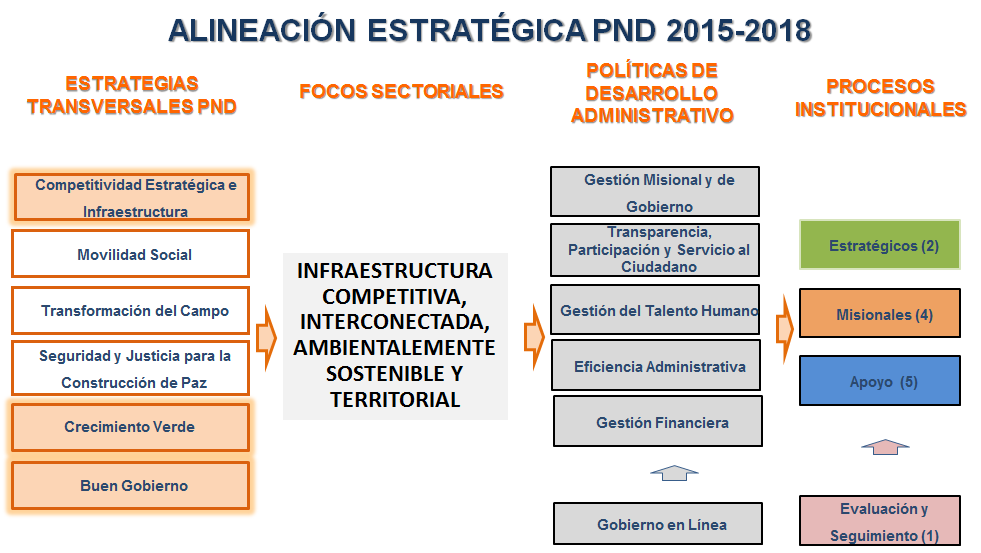 ALINEACIÓN ESTRATÉGICA PND 2015-2018
ESTRATEGIAS
TRANSVERSALES PND
FOCOS SECTORIALES
POLÍTICAS DE
DESARROLLO
ADMINISTRATIVO
PROCESOS
INSTITUCIONALES
Competitividad Estratégica e
Infraestructura
Movilidad Social
Transformación del Campo
Seguridad y Justicia para la
Construcción de Paz
Crecimiento Verde
Buen Gobierno
INFRAESTRUCTURA
COMPETITIVA,
INTERCONECTADA,
AMBIENTALEMENTE
SOSTENIBLE Y
TERRITORIAL
Gestión Misional y de
Gobierno
Transparencia,
Participación y Servicio al
Ciudadano
Gestión del Talento Humano
Eficiencia Administrativa
Gestión Financiera
Gobierno en Línea
Estratégicos (2)
Misionales (4)
Apoyo (5)
Evaluación y
Seguimiento (1)